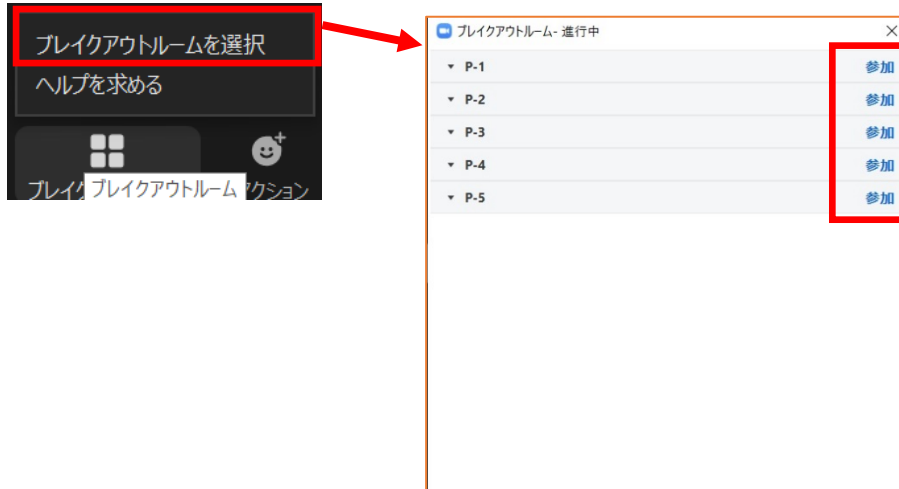 ブレイクアウトルームを選択
ヘルプを求める
ブレイク ブレイクアウトルーム アクション
ブレイクアウトルーム- 進行中
P-1 参加
P-2 参加
P-3 参加
P-4 参加
P-5 参加